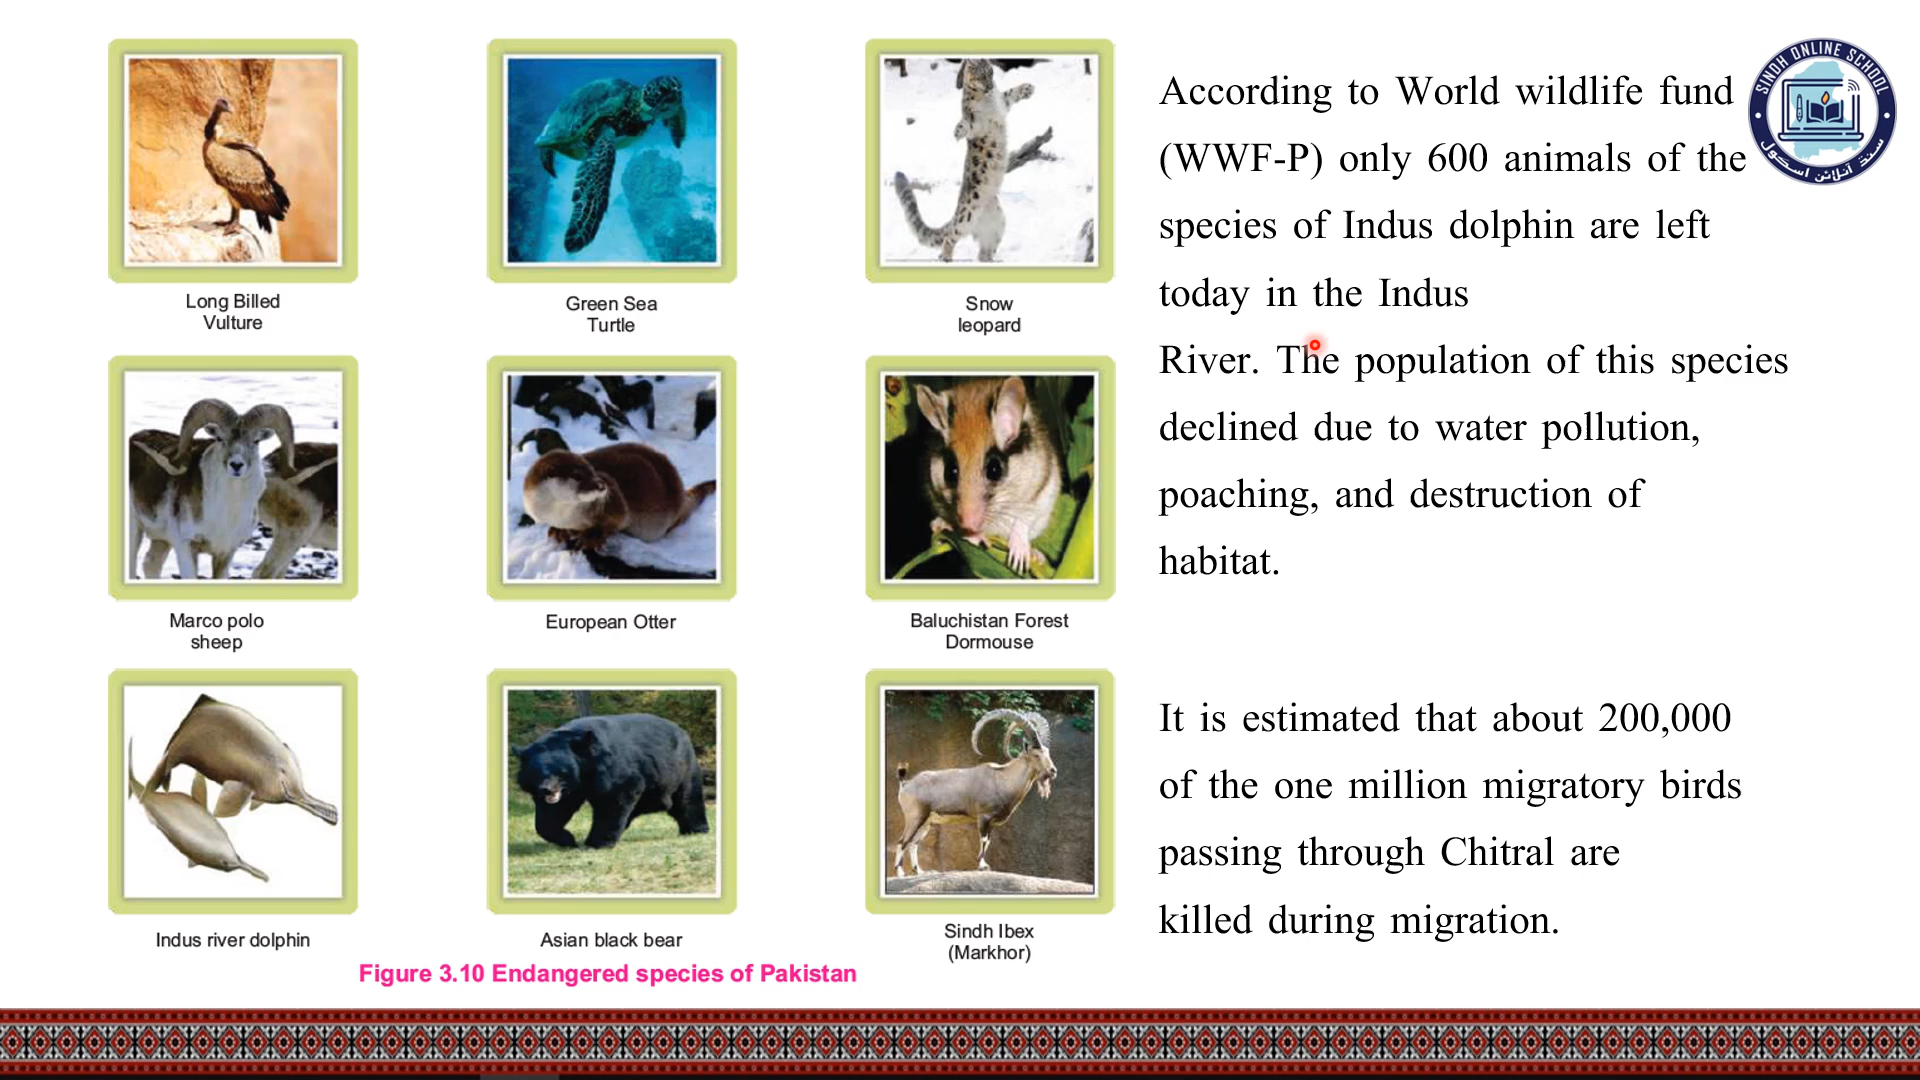 Long Billed
Vulture
Green Sea
Turtle
Snow
leopard
Marco polo
sheep
European Otter
Baluchistan Forest
Dormouse
Indus river dolphin
Asian black bear
Sindh Ibex
(Markhor)
Figure 3.10 Endangered species of Pakistan
According to World wildlife fund
(WWF-P) only 600 animals of the
species of Indus dolphin are left
today in the Indus
River. The population of this species
declined due to water pollution,
poaching, and destruction of
habitat.
It is estimated that about 200,000
of the one million migratory birds
passing through Chitral are
killed during migration.
SINDH ONLINE SCHOOL
سنڌ آنلائن اسڪول